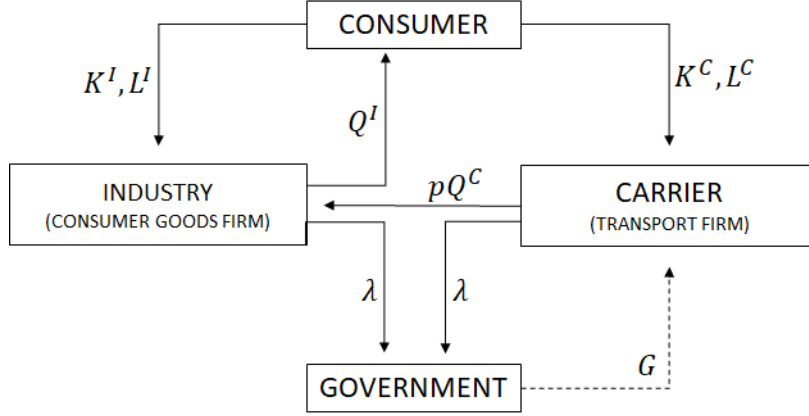 CONSUMER
K^I, L^I
K^C, L^C
Q^I
INDUSTRY
(CONSUMER GOODS FIRM)
pQ^C
CARRIER
(TRANSPORT FIRM)
λ
λ
G
GOVERNMENT